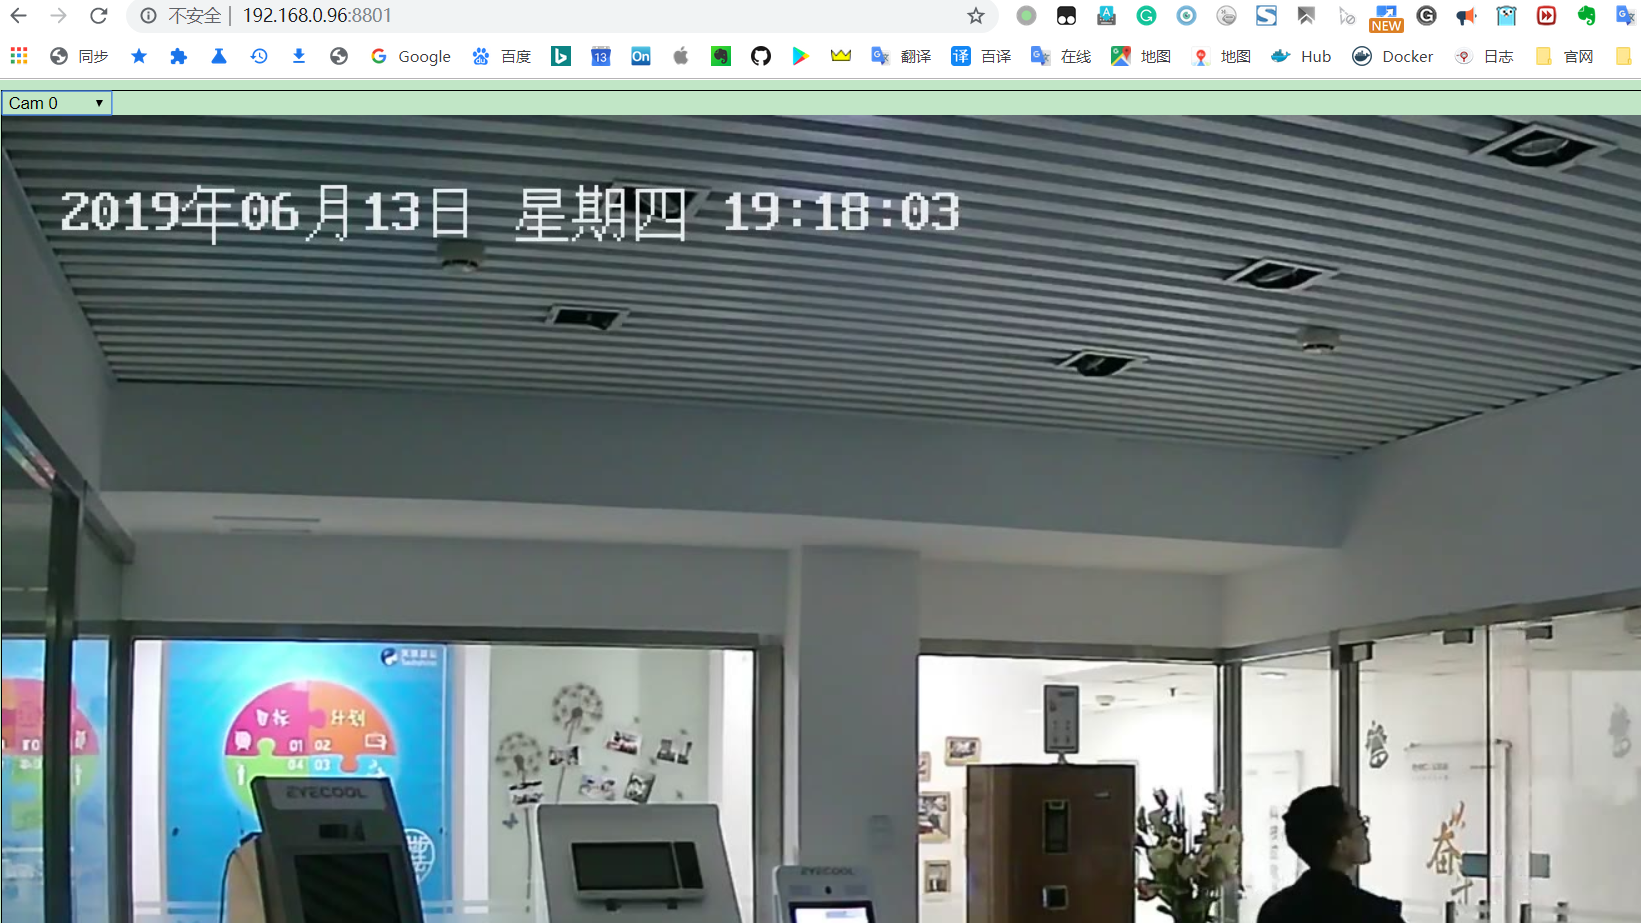 不安全 | 192.168.0.96:8801
NEW
同步 Google 百度 13 On 翻译 译 百译 在线 地图 地图 Hub Docker 日志 官网
Cam 0
2019年06月13日 星期四 19:18:03
目标 计划
01 02
04 03
EYECOOL
EYECOOL
奋